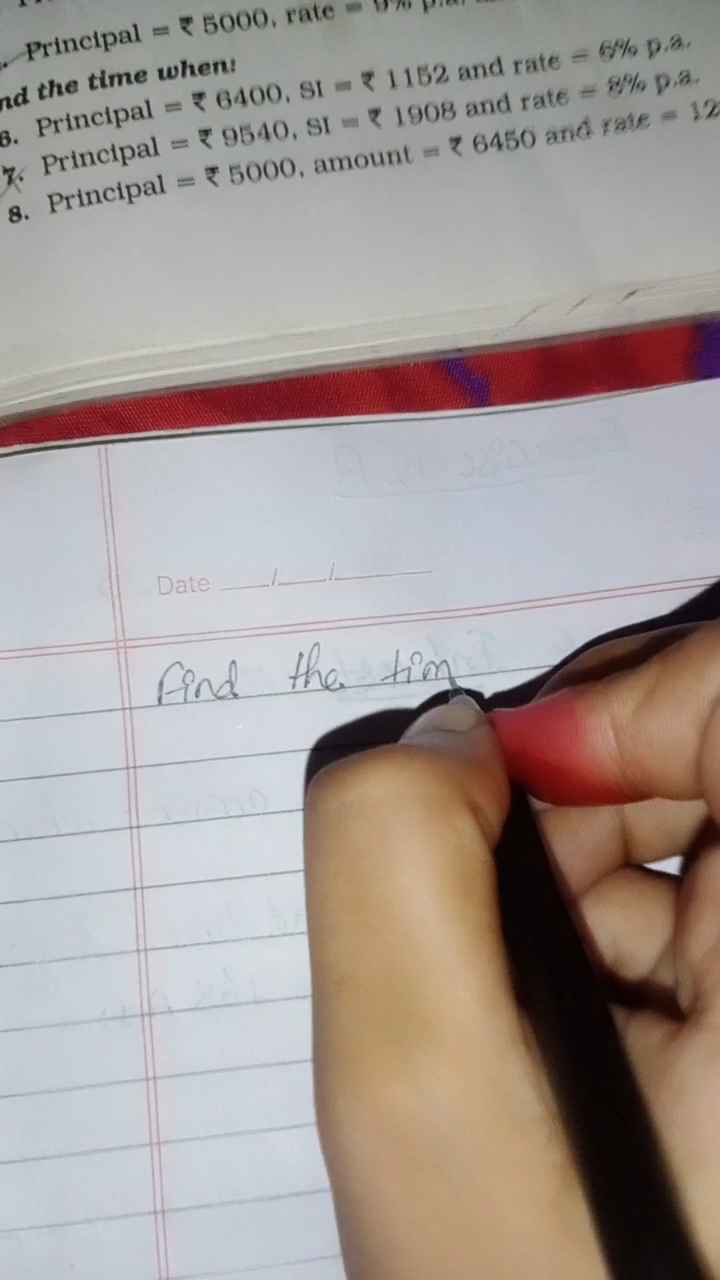 Principal = ₹ 5000, rate = 9% p.a.
nd the time when:
6. Principal = ₹ 6400, SI = ₹ 1152 and rate = 6% p.a.
7. Principal = ₹ 9540, SI = ₹ 1908 and rate = 8% p.a.
8. Principal = ₹ 5000, amount = ₹ 6450 and rate = 12
Date
find the tim